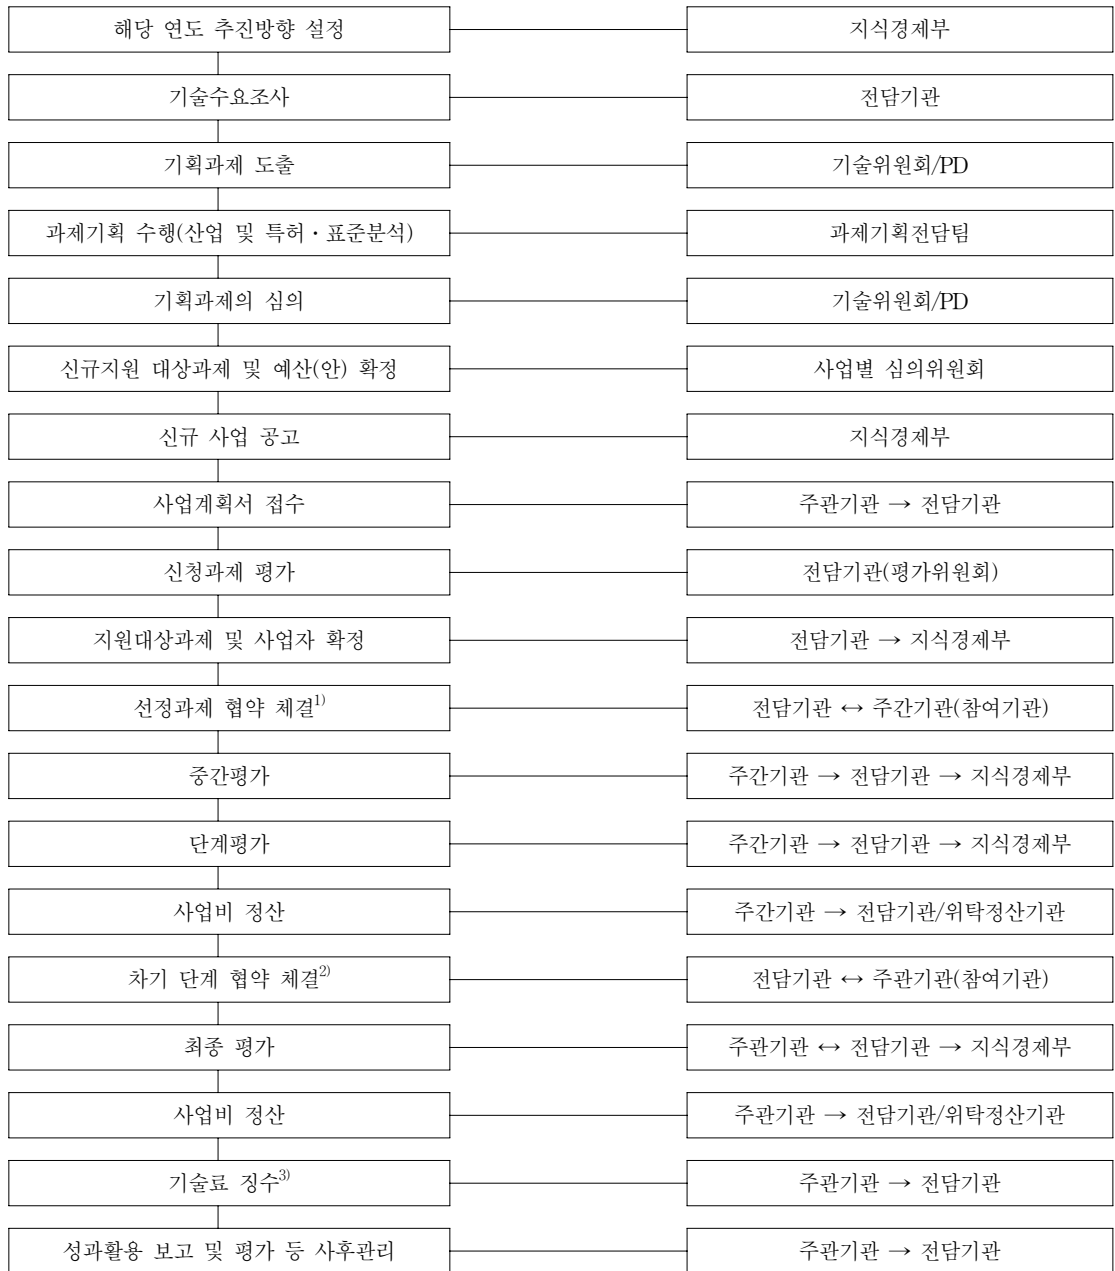 해당 연도 추진방향 설정
지식경제부
기술수요조사
전담기관
기획과제 도출
기술위원회/PD
과제기획 수행(산업 및 특허・표준분석)
과제기획전담팀
기획과제의 심의
기술위원회/PD
신규지원 대상과제 및 예산(안) 확정
사업별 심의위원회
신규 사업 공고
지식경제부
사업계획서 접수
주관기관 → 전담기관
신청과제 평가
전담기관(평가위원회)
지원대상과제 및 사업자 확정
전담기관 → 지식경제부
선정과제 협약 체결1)
전담기관 ↔ 주간기관(참여기관)
중간평가
주간기관 → 전담기관 → 지식경제부
단계평가
주간기관 → 전담기관 → 지식경제부
사업비 정산
주간기관 → 전담기관/위탁정산기관
차기 단계 협약 체결2)
전담기관 ↔ 주관기관(참여기관)
최종 평가
주관기관 ↔ 전담기관 → 지식경제부
사업비 정산
주관기관 → 전담기관/위탁정산기관
기술료 징수3)
주관기관 → 전담기관
성과활용 보고 및 평가 등 사후관리
주관기관 → 전담기관